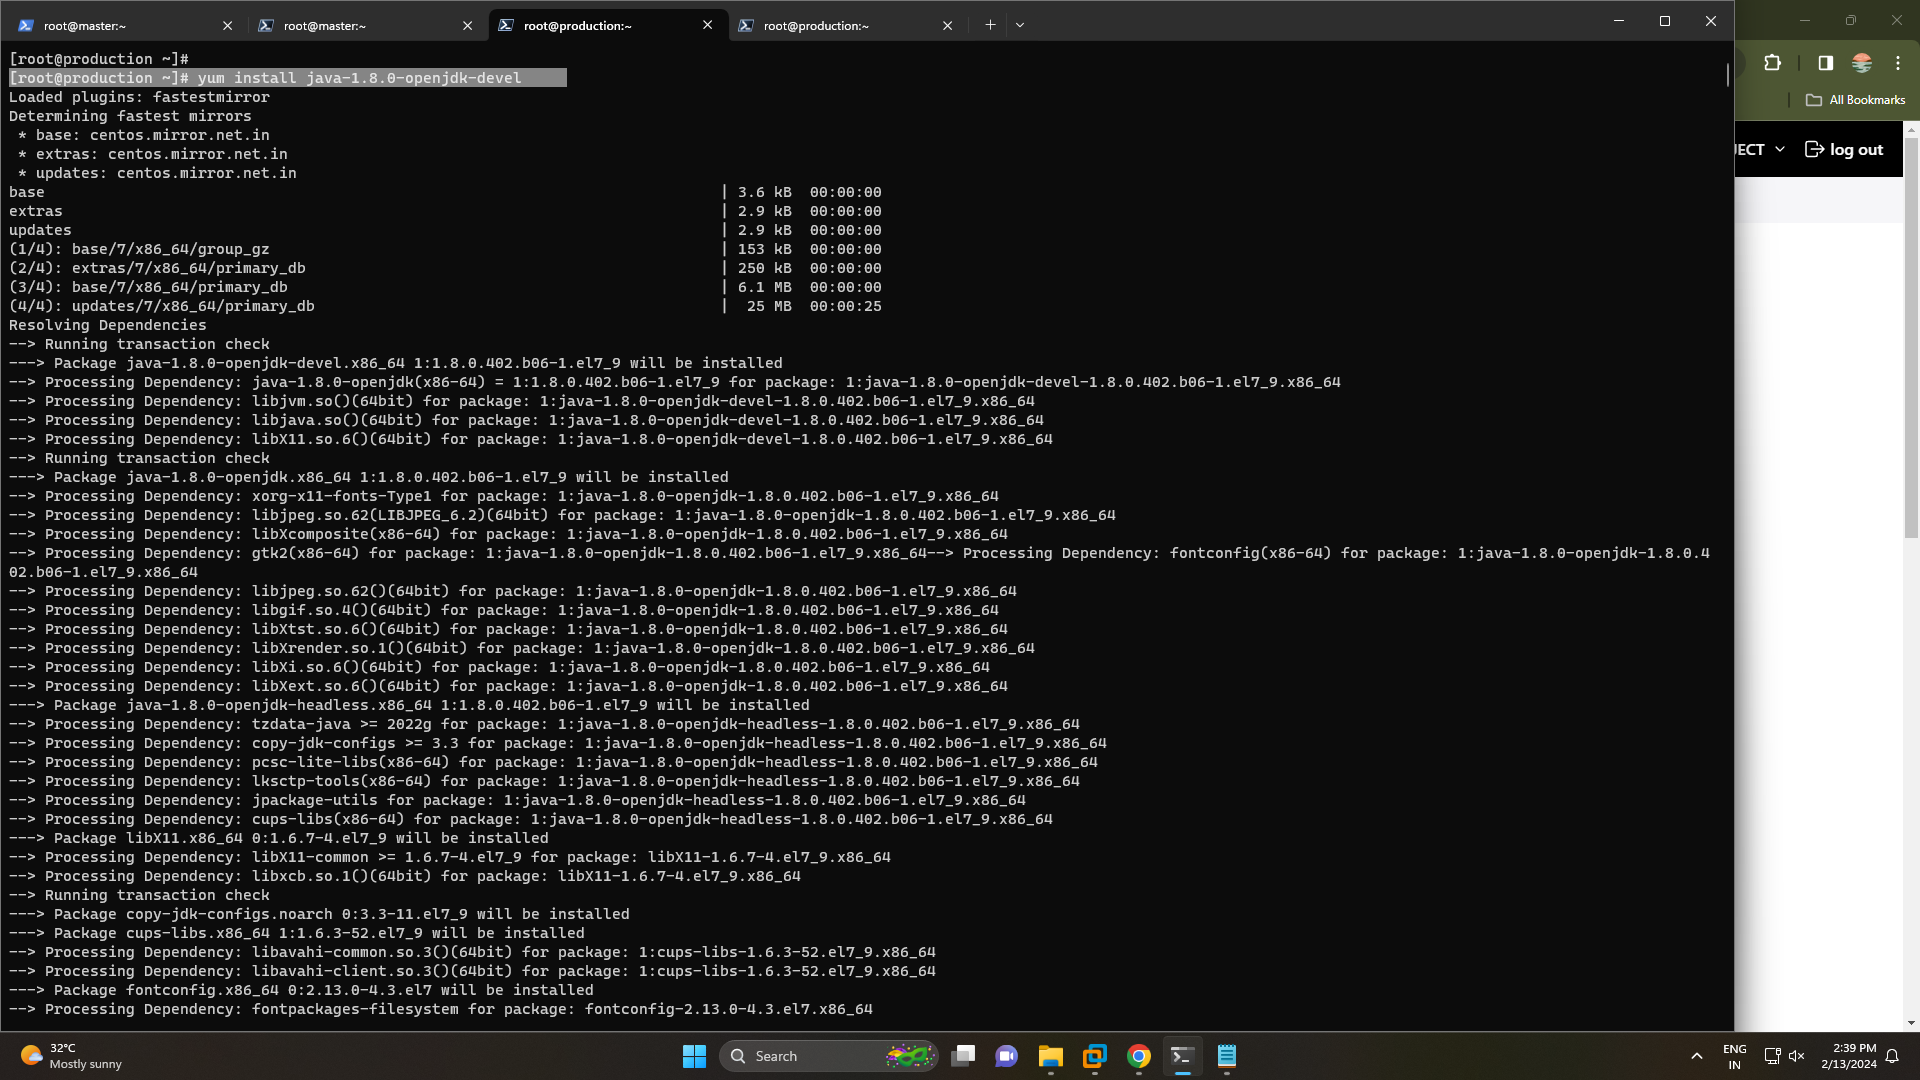 root@master:~
root@master:~
root@production:~
root@production:~
[root@production ~]#
[root@production ~]# yum install java-1.8.0-openjdk-devel
Loaded plugins: fastestmirror
Determining fastest mirrors
 * base: centos.mirror.net.in
 * extras: centos.mirror.net.in
 * updates: centos.mirror.net.in
base | 3.6 kB 00:00:00
extras | 2.9 kB 00:00:00
updates | 2.9 kB 00:00:00
(1/4): base/7/x86_64/group_gz | 153 kB 00:00:00
(2/4): extras/7/x86_64/primary_db | 250 kB 00:00:00
(3/4): base/7/x86_64/primary_db | 6.1 MB 00:00:00
(4/4): updates/7/x86_64/primary_db | 25 MB 00:00:25
Resolving Dependencies
--> Running transaction check
---> Package java-1.8.0-openjdk-devel.x86_64 1:1.8.0.402.b06-1.el7_9 will be installed
--> Processing Dependency: java-1.8.0-openjdk(x86-64) = 1:1.8.0.402.b06-1.el7_9 for package: 1:java-1.8.0-openjdk-devel-1.8.0.402.b06-1.el7_9.x86_64
--> Processing Dependency: libjvm.so()(64bit) for package: 1:java-1.8.0-openjdk-devel-1.8.0.402.b06-1.el7_9.x86_64
--> Processing Dependency: libjava.so()(64bit) for package: 1:java-1.8.0-openjdk-devel-1.8.0.402.b06-1.el7_9.x86_64
--> Processing Dependency: libX11.so.6()(64bit) for package: 1:java-1.8.0-openjdk-devel-1.8.0.402.b06-1.el7_9.x86_64
--> Running transaction check
---> Package java-1.8.0-openjdk.x86_64 1:1.8.0.402.b06-1.el7_9 will be installed
--> Processing Dependency: xorg-x11-fonts-Type1 for package: 1:java-1.8.0-openjdk-1.8.0.402.b06-1.el7_9.x86_64
--> Processing Dependency: libjpeg.so.62(LIBJPEG_6.2)(64bit) for package: 1:java-1.8.0-openjdk-1.8.0.402.b06-1.el7_9.x86_64
--> Processing Dependency: libXcomposite(x86-64) for package: 1:java-1.8.0-openjdk-1.8.0.402.b06-1.el7_9.x86_64
--> Processing Dependency: gtk2(x86-64) for package: 1:java-1.8.0-openjdk-1.8.0.402.b06-1.el7_9.x86_64--> Processing Dependency: fontconfig(x86-64) for package: 1:java-1.8.0-openjdk-1.8.0.4
02.b06-1.el7_9.x86_64
--> Processing Dependency: libjpeg.so.62()(64bit) for package: 1:java-1.8.0-openjdk-1.8.0.402.b06-1.el7_9.x86_64
--> Processing Dependency: libgif.so.4()(64bit) for package: 1:java-1.8.0-openjdk-1.8.0.402.b06-1.el7_9.x86_64
--> Processing Dependency: libXtst.so.6()(64bit) for package: 1:java-1.8.0-openjdk-1.8.0.402.b06-1.el7_9.x86_64
--> Processing Dependency: libXrender.so.1()(64bit) for package: 1:java-1.8.0-openjdk-1.8.0.402.b06-1.el7_9.x86_64
--> Processing Dependency: libXi.so.6()(64bit) for package: 1:java-1.8.0-openjdk-1.8.0.402.b06-1.el7_9.x86_64
--> Processing Dependency: libXext.so.6()(64bit) for package: 1:java-1.8.0-openjdk-1.8.0.402.b06-1.el7_9.x86_64
---> Package java-1.8.0-openjdk-headless.x86_64 1:1.8.0.402.b06-1.el7_9 will be installed
--> Processing Dependency: tzdata-java >= 2022g for package: 1:java-1.8.0-openjdk-headless-1.8.0.402.b06-1.el7_9.x86_64
--> Processing Dependency: copy-jdk-configs >= 3.3 for package: 1:java-1.8.0-openjdk-headless-1.8.0.402.b06-1.el7_9.x86_64
--> Processing Dependency: pcsc-lite-libs(x86-64) for package: 1:java-1.8.0-openjdk-headless-1.8.0.402.b06-1.el7_9.x86_64
--> Processing Dependency: lksctp-tools(x86-64) for package: 1:java-1.8.0-openjdk-headless-1.8.0.402.b06-1.el7_9.x86_64
--> Processing Dependency: jpackage-utils for package: 1:java-1.8.0-openjdk-headless-1.8.0.402.b06-1.el7_9.x86_64
--> Processing Dependency: cups-libs(x86-64) for package: 1:java-1.8.0-openjdk-headless-1.8.0.402.b06-1.el7_9.x86_64
---> Package libX11.x86_64 0:1.6.7-4.el7_9 will be installed
--> Processing Dependency: libX11-common >= 1.6.7-4.el7_9 for package: libX11-1.6.7-4.el7_9.x86_64
--> Processing Dependency: libxcb.so.1()(64bit) for package: libX11-1.6.7-4.el7_9.x86_64
--> Running transaction check
---> Package copy-jdk-configs.noarch 0:3.3-11.el7_9 will be installed
---> Package cups-libs.x86_64 1:1.6.3-52.el7_9 will be installed
--> Processing Dependency: libavahi-common.so.3()(64bit) for package: 1:cups-libs-1.6.3-52.el7_9.x86_64
--> Processing Dependency: libavahi-client.so.3()(64bit) for package: 1:cups-libs-1.6.3-52.el7_9.x86_64
---> Package fontconfig.x86_64 0:2.13.0-4.3.el7 will be installed
--> Processing Dependency: fontpackages-filesystem for package: fontconfig-2.13.0-4.3.el7.x86_64
All Bookmarks
JECT
log out
32°C
Mostly sunny
Search
ENG
IN
2:39 PM
2/13/2024